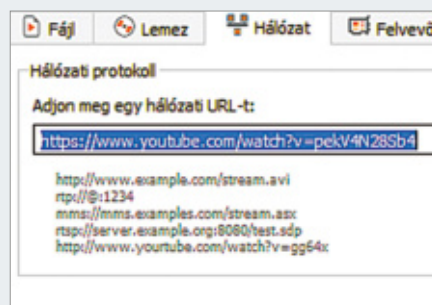 Fájl Lemez Hálózat Felvevő
Hálózati protokoll
Adjon meg egy hálózati URL-t:
https://www.youtube.com/watch?v=pekV4N28Sb4
http://www.example.com/stream.avi
rtp://@:1234
mms://mms.examples.com/stream.asx
rtsp://server.example.org:8080/test.sdp
http://www.yourtube.com/watch?v=gg64x